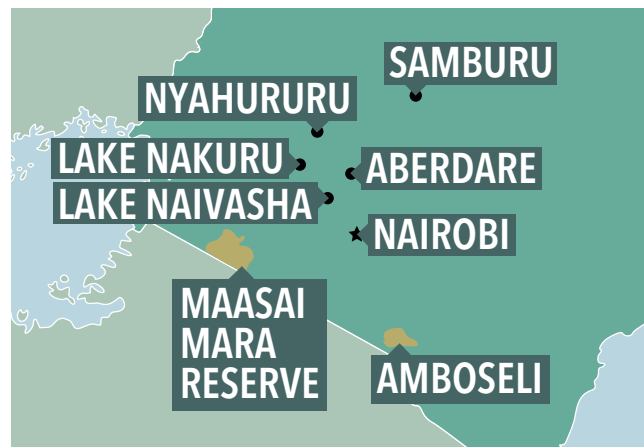 SAMBURU
NYAHURURU
LAKE NAKURU
ABERDARE
LAKE NAIVASHA
NAIROBI
MAASAI
MARA
RESERVE
AMBOSELI